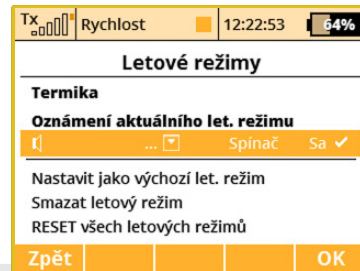 Tx Rychlost 12:22:53 64%
Letové režimy
Termika
Oznámení aktuálního let. režimu
... Spínač Sa
Nastavit jako výchozí let. režim
Smazat letový režim
RESET všech letových režimů
Zpět OK